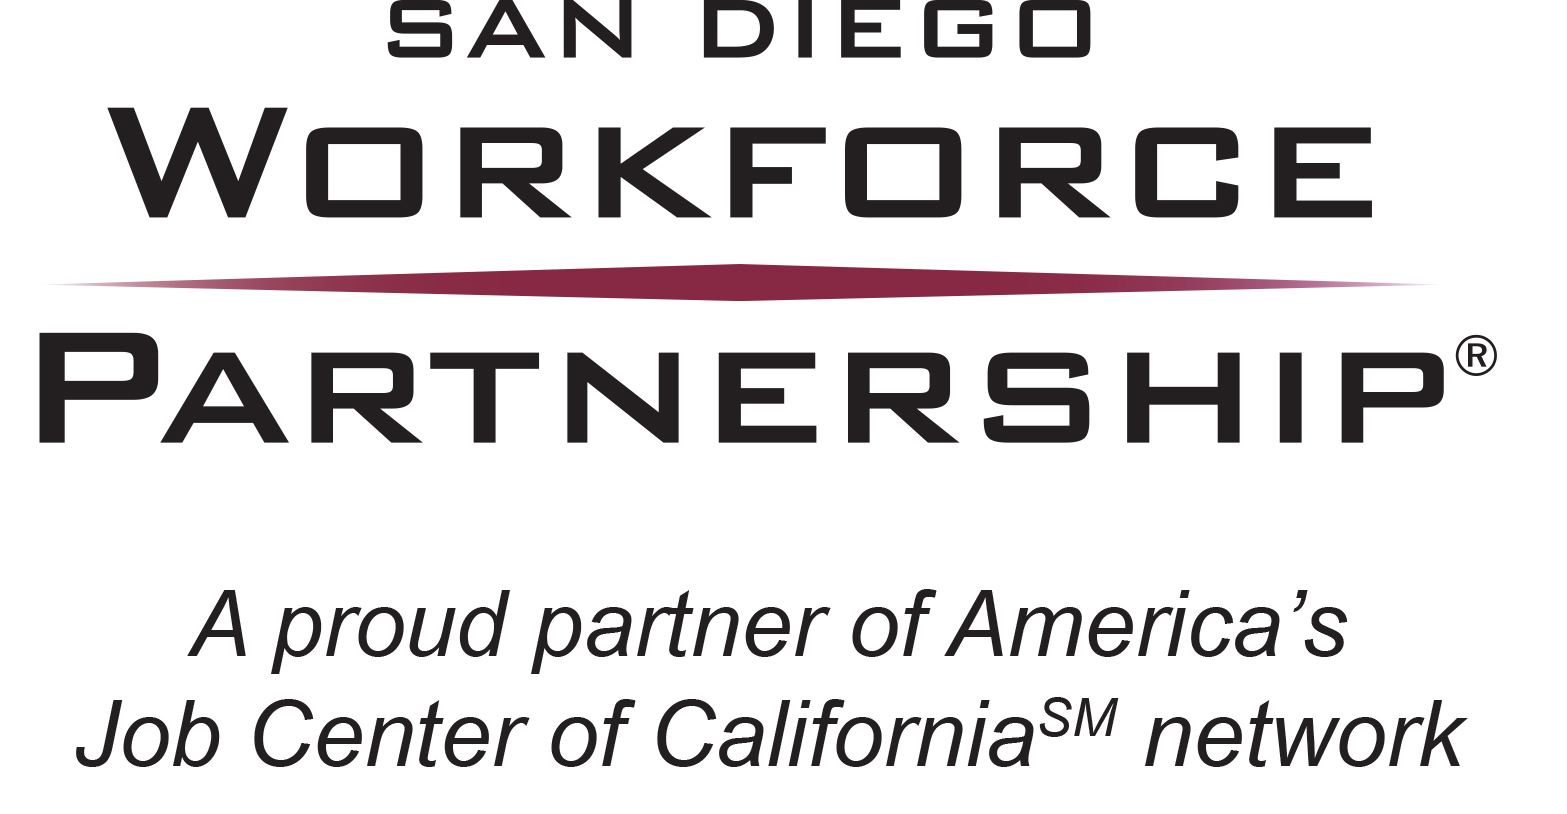 SAN DIEGO
WORKFORCE
PARTNERSHIP®
A proud partner of America’s
Job Center of California℠ network